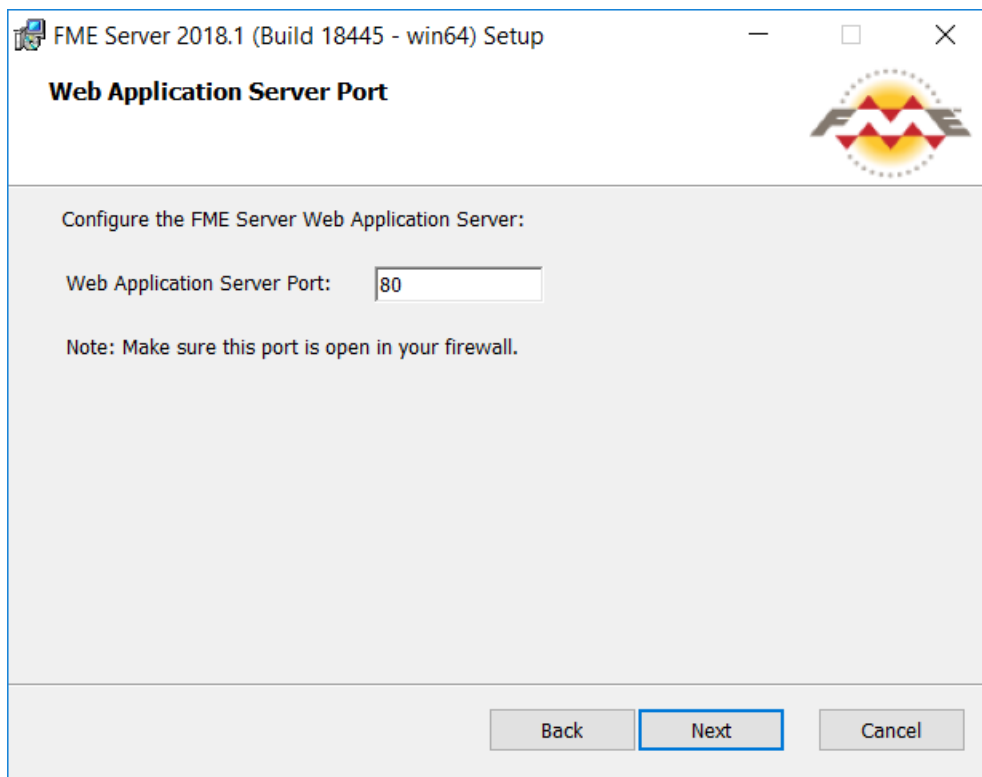 FME Server 2018.1 (Build 18445 - win64) Setup
Web Application Server Port
FME
Configure the FME Server Web Application Server:
Web Application Server Port: 80
Note: Make sure this port is open in your firewall.
Back Next Cancel